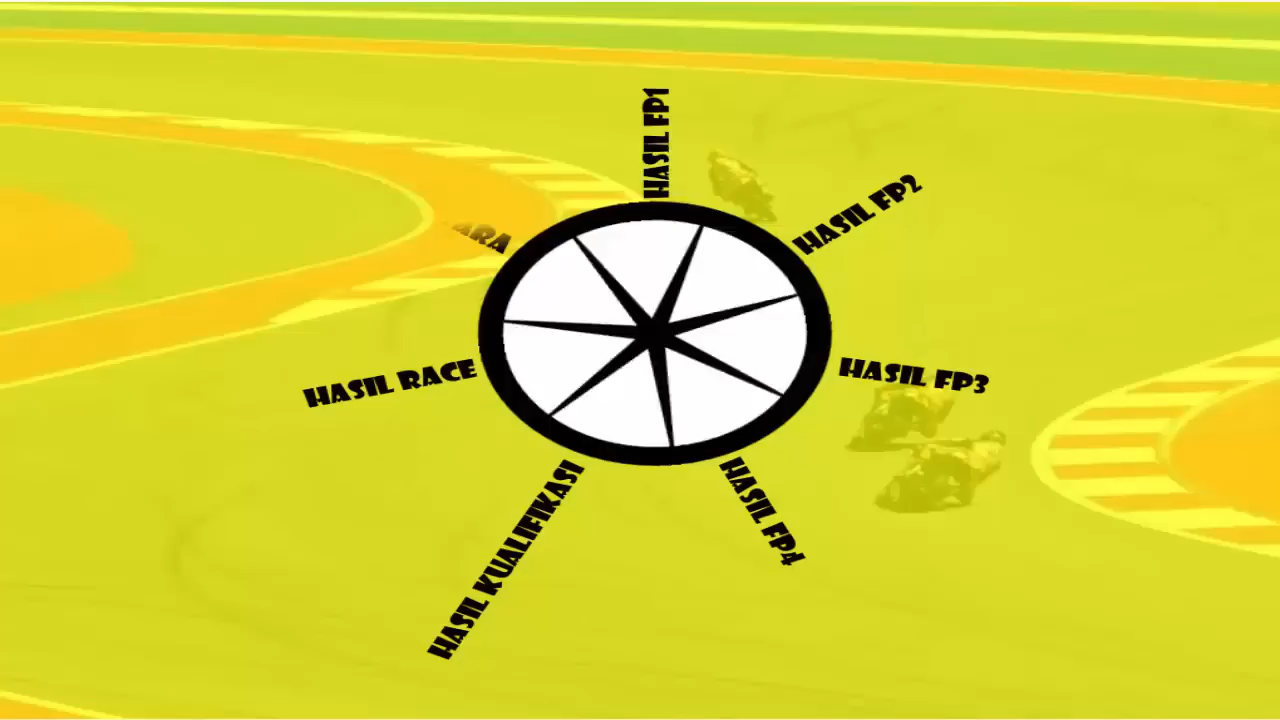 HASIL FP1
HASIL FP2
HASIL FP3
HASIL FP4
HASIL KUALIFIKASI
HASIL RACE